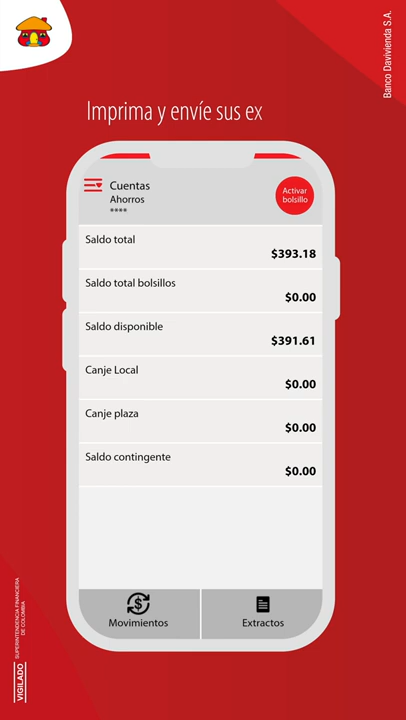 Banco Davivienda S.A.
Imprima y envíe sus ex
Cuentas
Ahorros
****
Activar
bolsillo
Saldo total
$393.18
Saldo total bolsillos
$0.00
Saldo disponible
$391.61
Canje Local
$0.00
Canje plaza
$0.00
Saldo contingente
$0.00
Movimientos
Extractos
VIGILADO
SUPERINTENDENCIA FINANCIERA
DE COLOMBIA